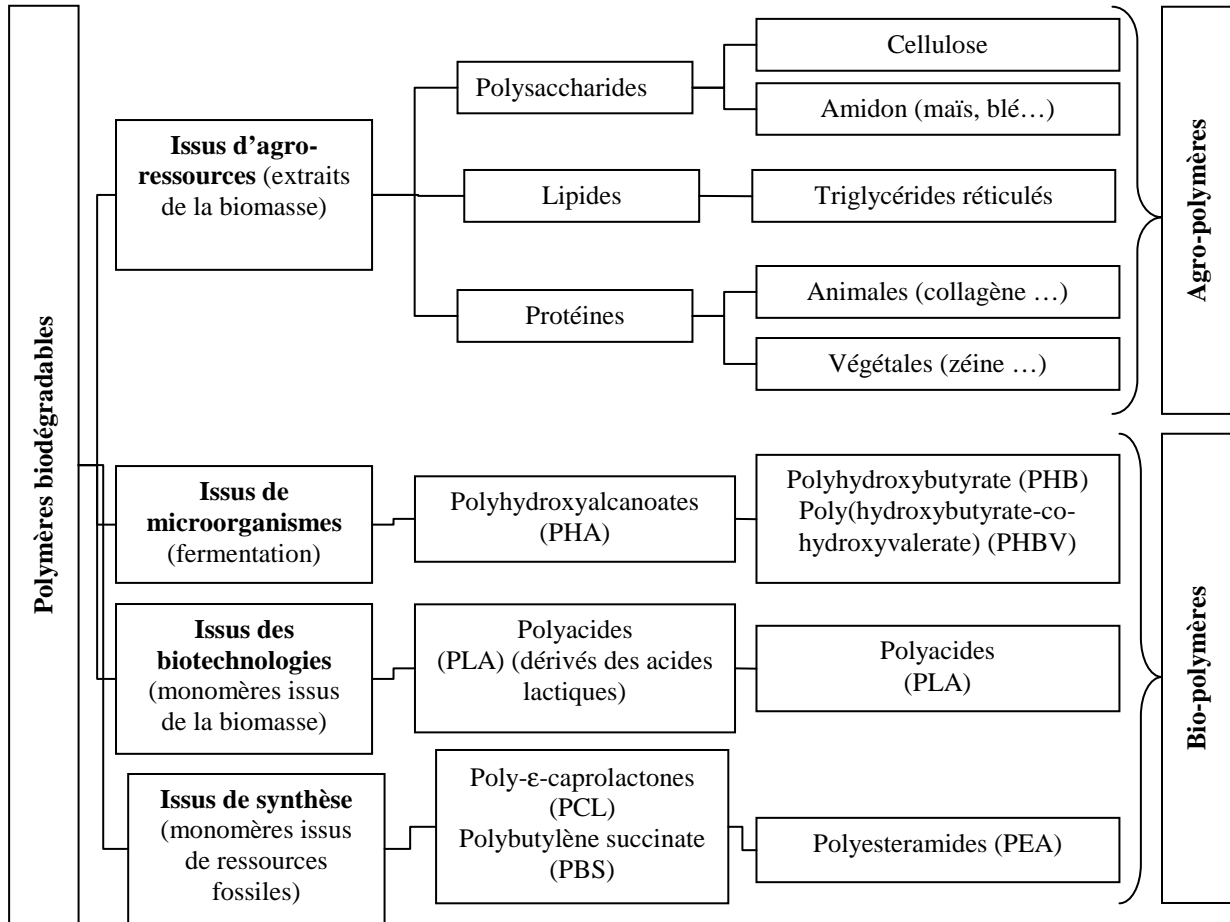 Polymères biodégradables
Issus d'agro-
ressources (extraits
de la biomasse)
Polysaccharides
Cellulose
Amidon (maïs, blé…)
Lipides
Triglycérides réticulés
Protéines
Animales (collagène …)
Végétales (zéine …)
Agro-polymères
Issus de
microorganismes
(fermentation)
Polyhydroxyalcanoates
(PHA)
Polyhydroxybutyrate (PHB)
Poly(hydroxybutyrate-co-
hydroxyvalerate) (PHBV)
Issus des
biotechnologies
(monomères issus
de la biomasse)
Polyacides
(PLA) (dérivés des acides
lactiques)
Polyacides
(PLA)
Issus de synthèse
(monomères issus
de ressources
fossiles)
Poly-ε-caprolactones
(PCL)
Polybutylène succinate
(PBS)
Polyesteramides (PEA)
Bio-polymères